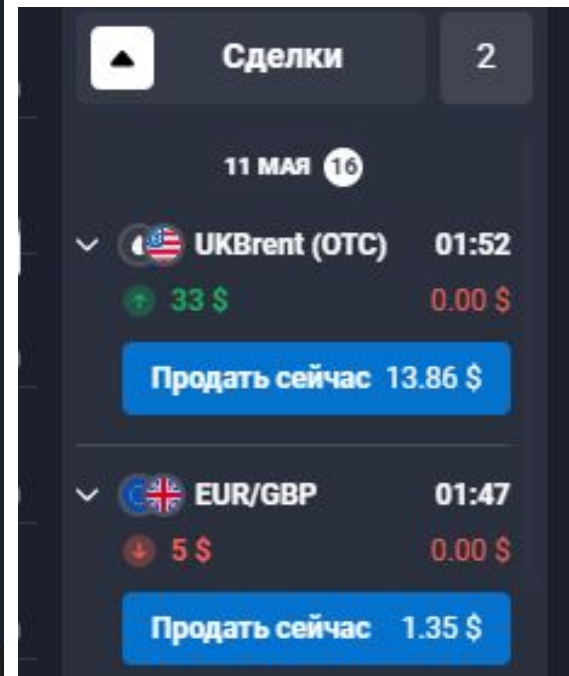 Сделки 2
11 МАЯ 16
UKBrent (OTC) 01:52
33 $ 0.00 $
Продать сейчас 13.86 $
EUR/GBP 01:47
5 $ 0.00 $
Продать сейчас 1.35 $